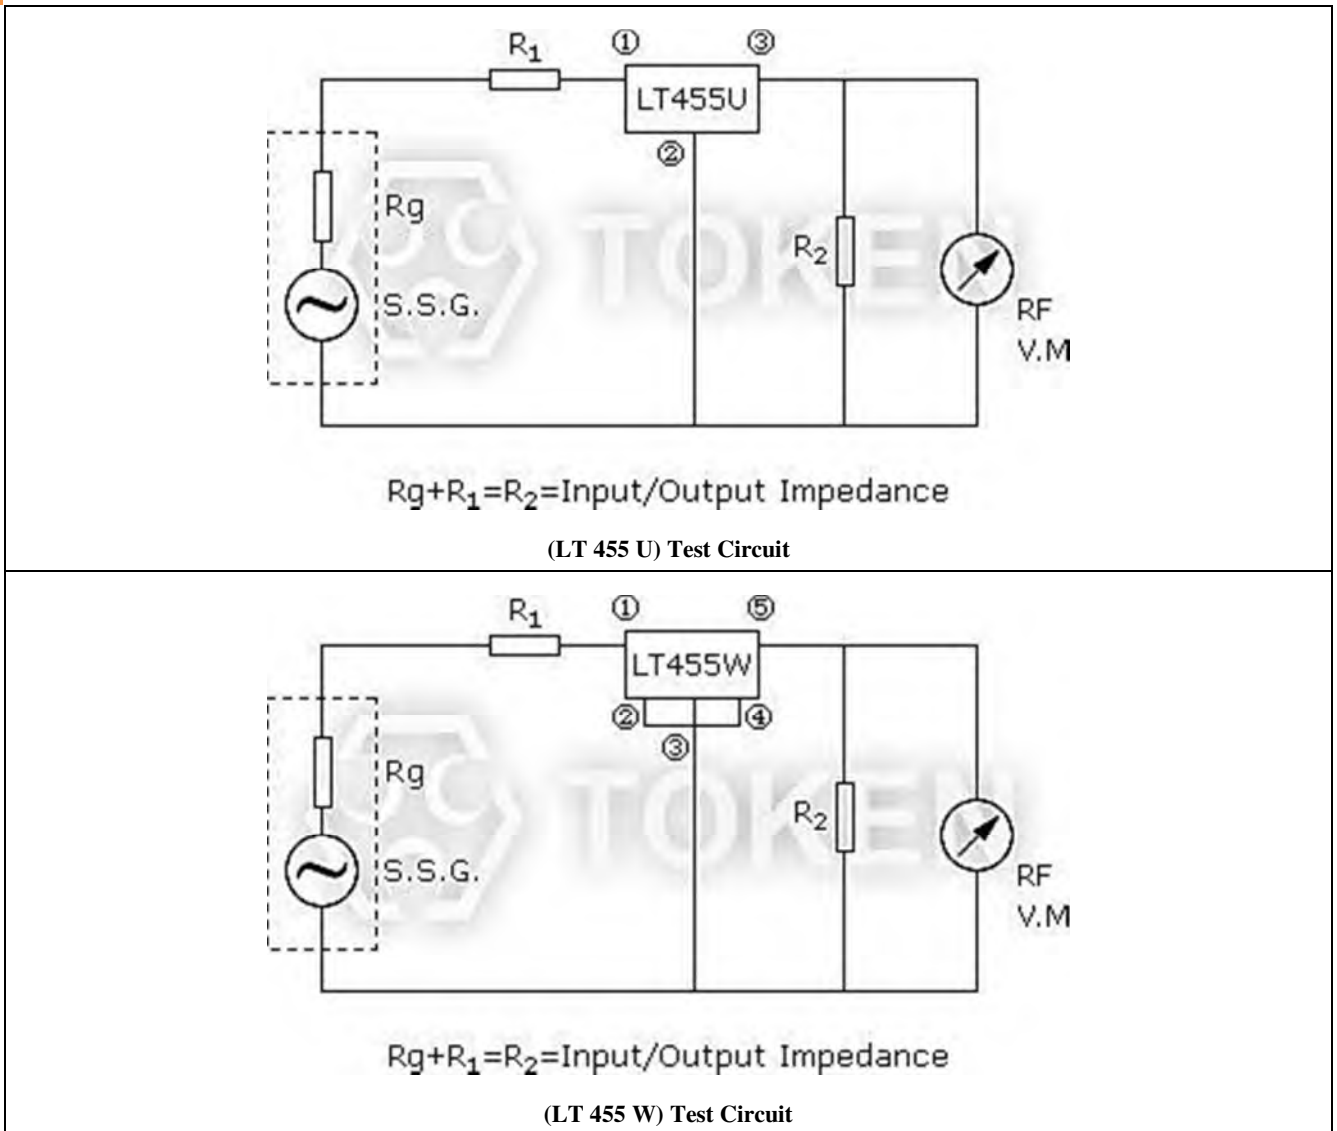 R₁ ① ③
LT455U
②
Rg
TOKEN
R₂
S.S.G.
RF
V.M
Rg+R₁=R₂=Input/Output Impedance
(LT 455 U) Test Circuit
R₁ ① ⑤
LT455W
② ④
③
Rg
TOKEN
R₂
S.S.G.
RF
V.M
Rg+R₁=R₂=Input/Output Impedance
(LT 455 W) Test Circuit